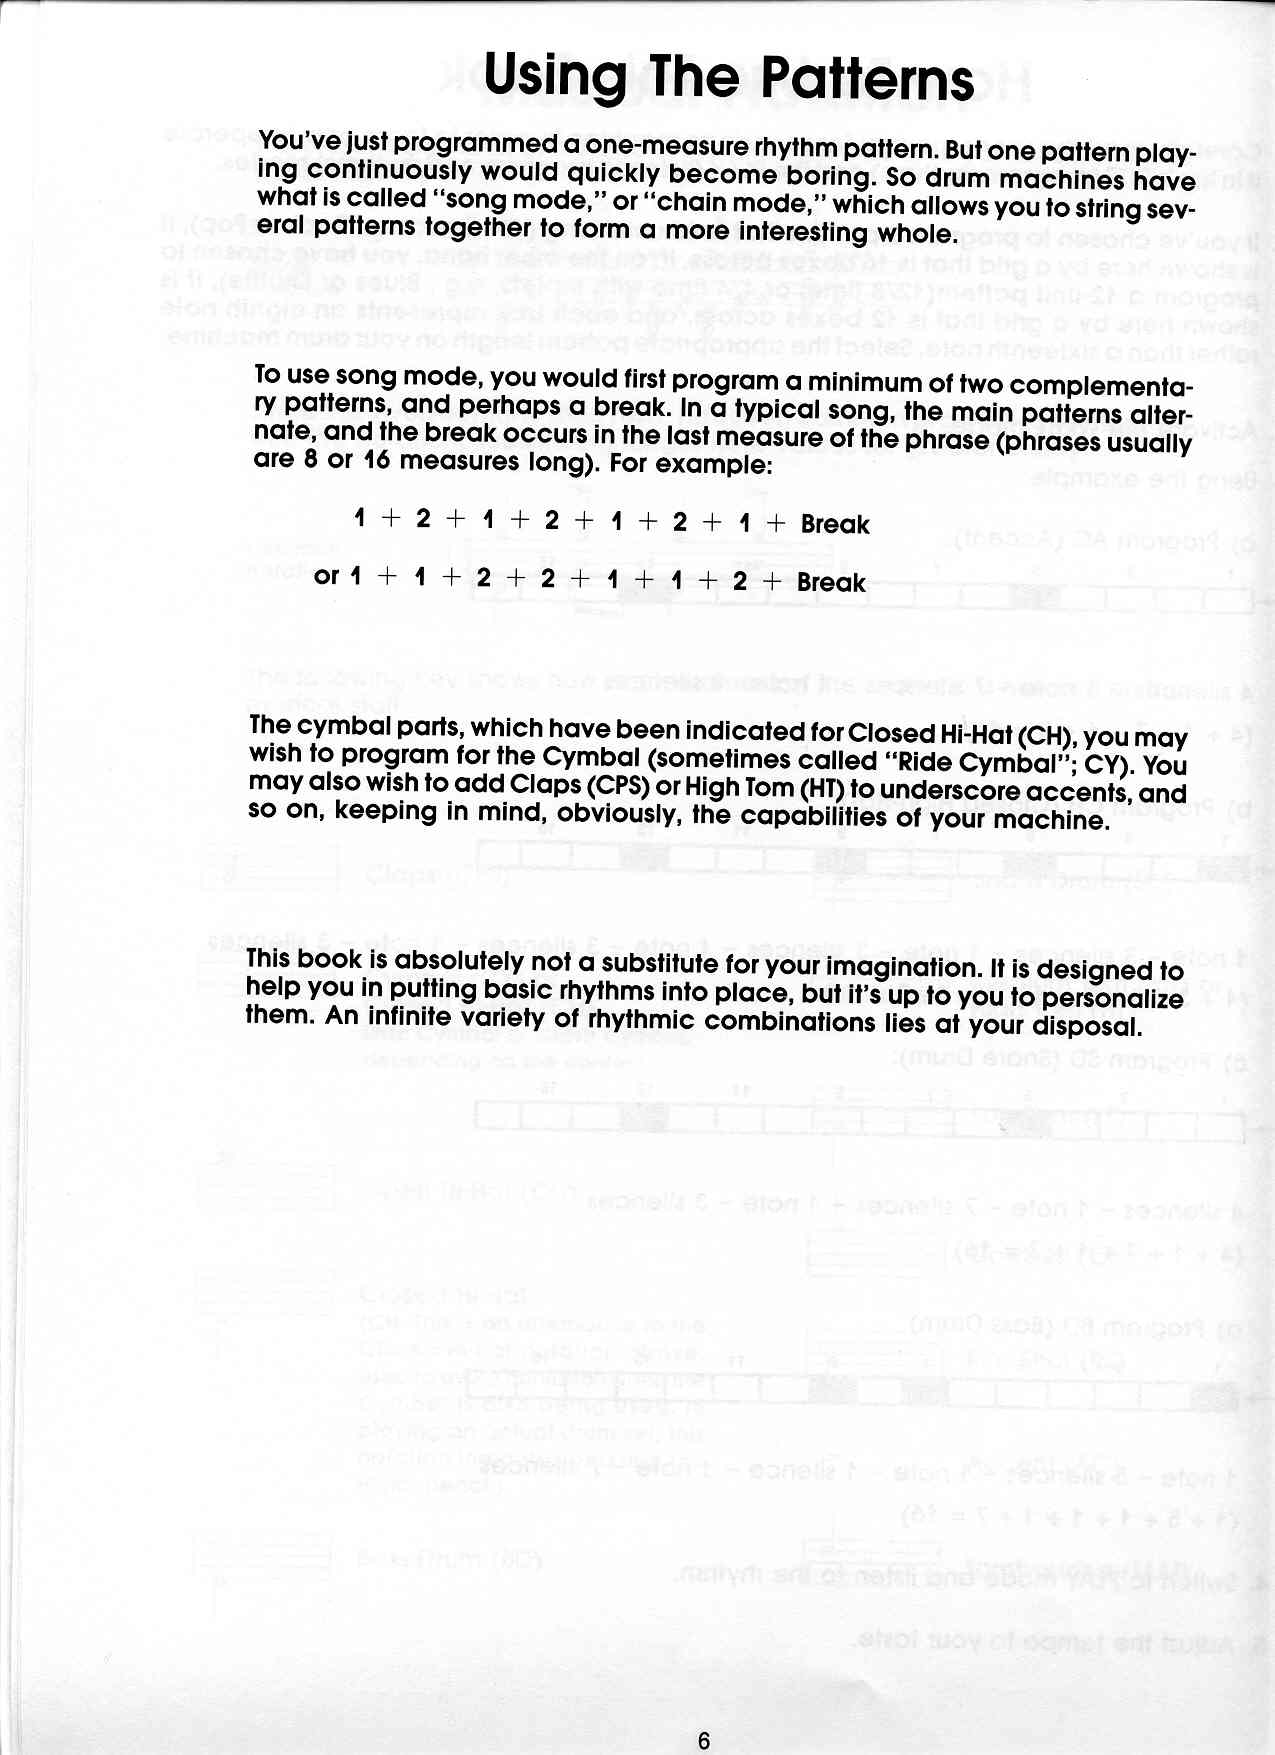 Using The Patterns
You've just programmed a one-measure rhythm pattern. But one pattern play-
ing continuously would quickly become boring. So drum machines have
what is called "song mode," or "chain mode," which allows you to string sev-
eral patterns together to form a more interesting whole.
To use song mode, you would first program a minimum of two complementa-
ry patterns, and perhaps a break. In a typical song, the main patterns alter-
nate, and the break occurs in the last measure of the phrase (phrases usually
are 8 or 16 measures long). For example:
1 + 2 + 1 + 2 + 1 + 2 + 1 + Break
or 1 + 1 + 2 + 2 + 1 + 1 + 2 + Break
The cymbal parts, which have been indicated for Closed Hi-Hat (CH), you may
wish to program for the Cymbal (sometimes called "Ride Cymbal"; CY). You
may also wish to add Claps (CPS) or High Tom (HT) to underscore accents, and
so on, keeping in mind, obviously, the capabilities of your machine.
This book is absolutely not a substitute for your imagination. It is designed to
help you in putting basic rhythms into place, but it's up to you to personalize
them. An infinite variety of rhythmic combinations lies at your disposal.
6